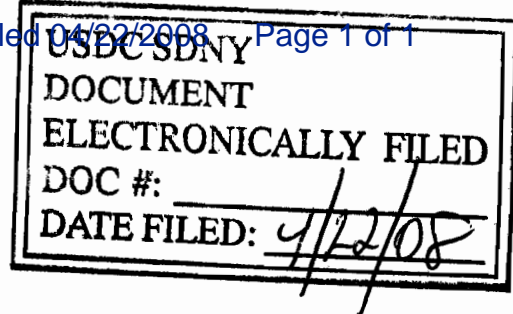 led 04/22/2008 Page 1 of 1
USDC SDNY
DOCUMENT
ELECTRONICALLY FILED
DOC #:
DATE FILED: 4/22/08